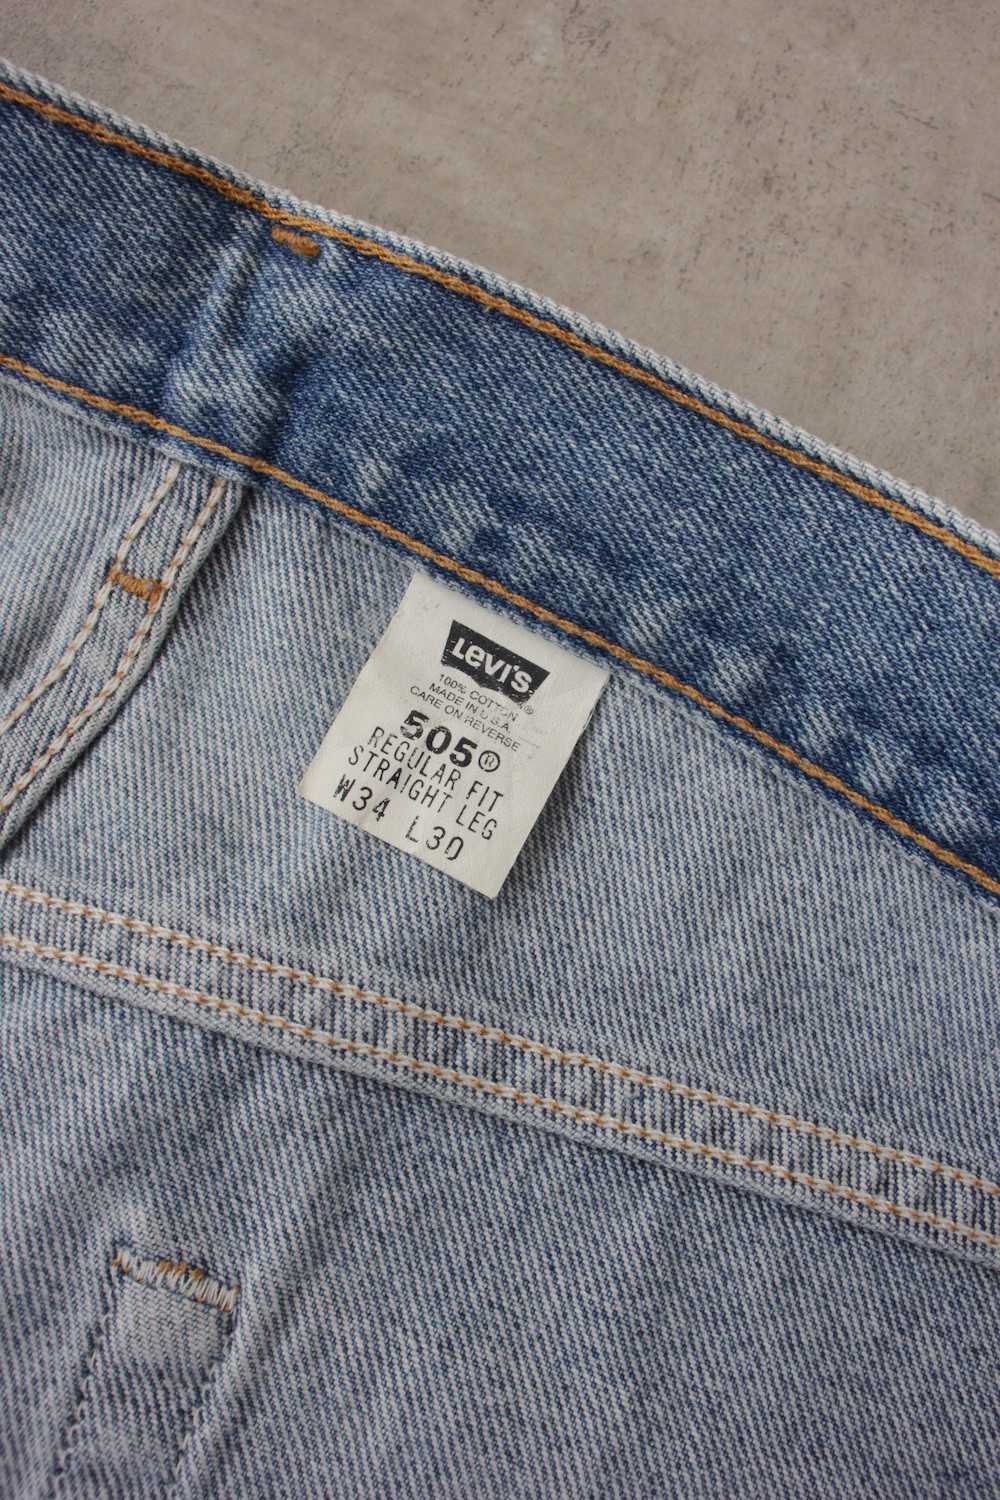 Levi's®
100% COTTON
MADE IN U.S.A.
CARE ON REVERSE
505®
REGULAR FIT
STRAIGHT LEG
W34 L30